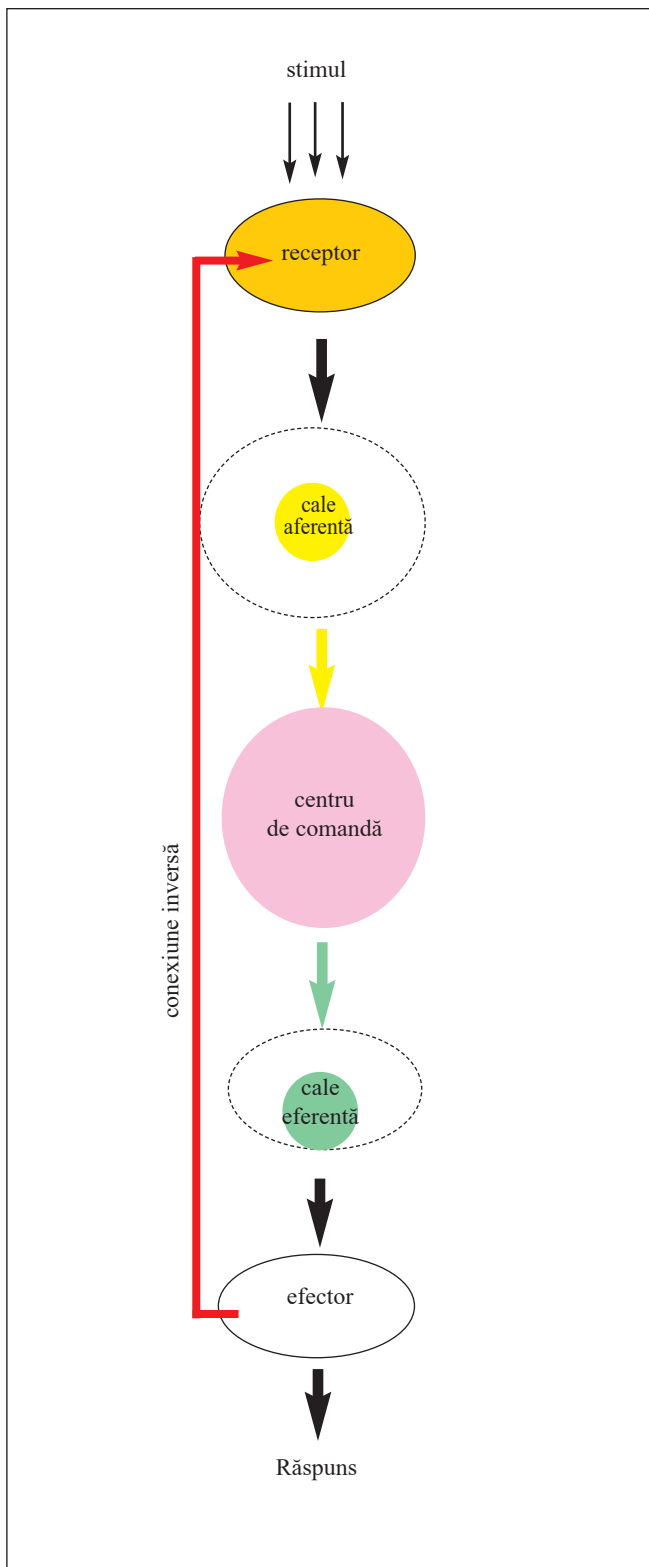 stimul
receptor
cale
aferentă
centru
de comandă
conexiune inversă
cale
eferentă
efector
Răspuns